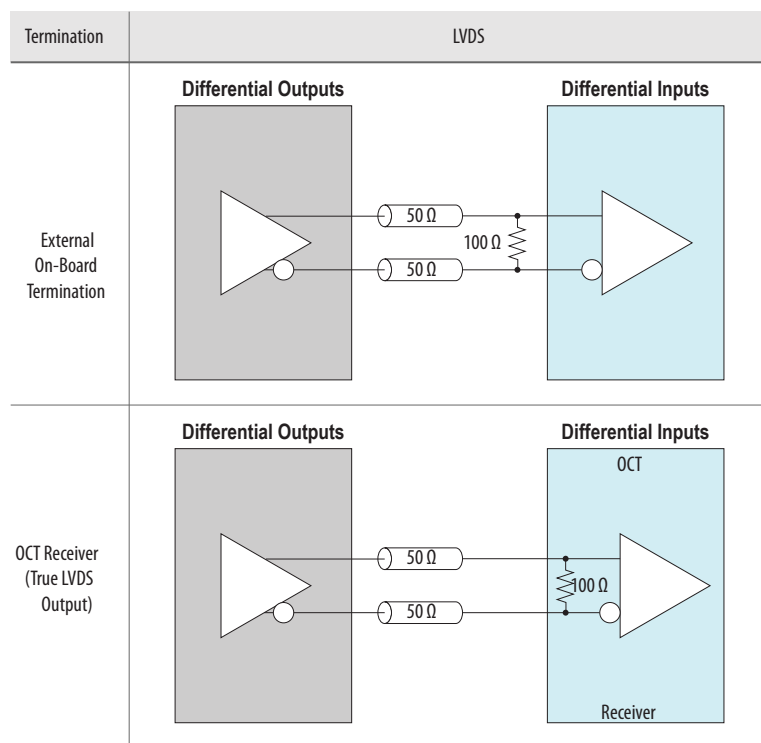 Termination
LVDS
Differential Outputs
Differential Inputs
External
On-Board
Termination
50 Ω
100 Ω
50 Ω
Differential Outputs
Differential Inputs
OCT
OCT Receiver
(True LVDS
Output)
50 Ω
100 Ω
50 Ω
Receiver